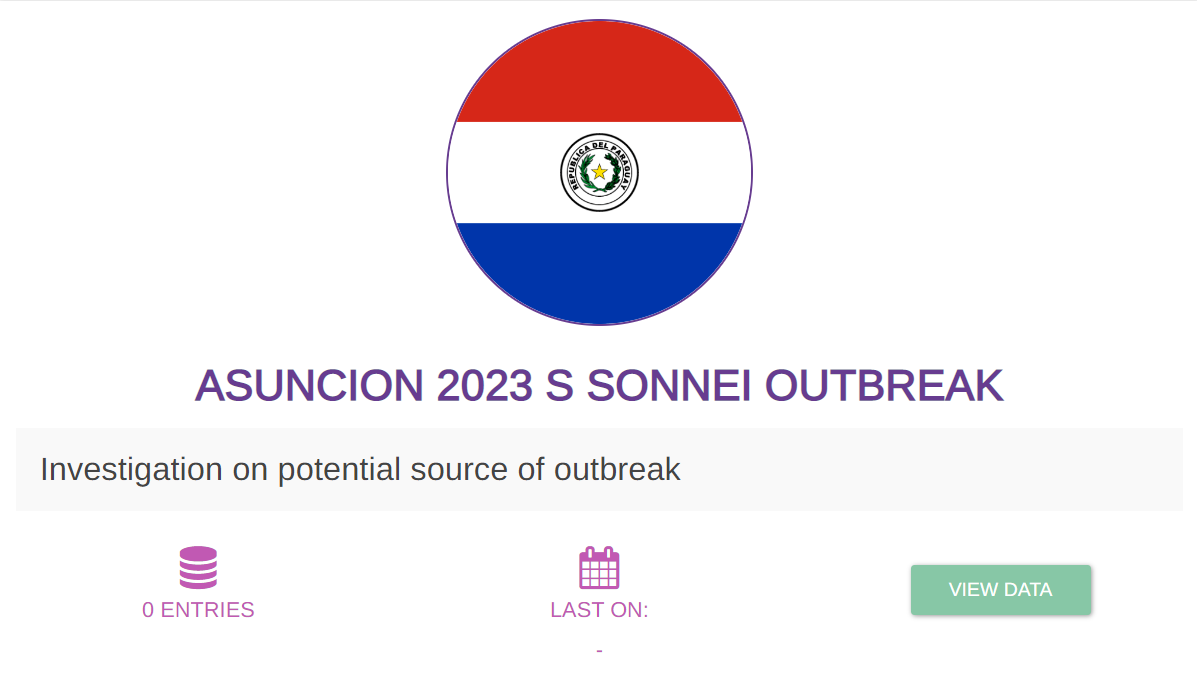 REPUBLICA DEL PARAGUAY
ASUNCION 2023 S SONNEI OUTBREAK
Investigation on potential source of outbreak
0 ENTRIES
LAST ON:
VIEW DATA
-